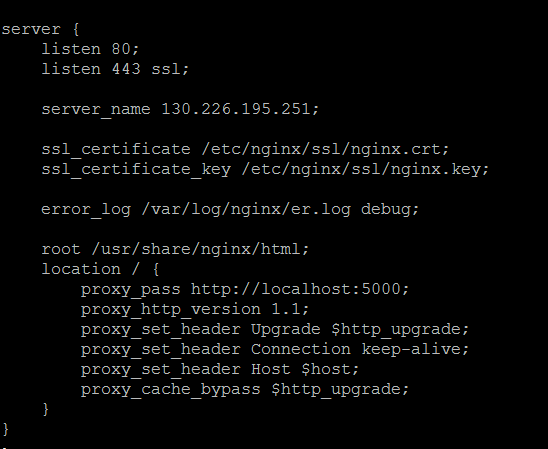 server {
    listen 80;
    listen 443 ssl;

    server_name 130.226.195.251;

    ssl_certificate /etc/nginx/ssl/nginx.crt;
    ssl_certificate_key /etc/nginx/ssl/nginx.key;

    error_log /var/log/nginx/er.log debug;

    root /usr/share/nginx/html;
    location / {
        proxy_pass http://localhost:5000;
        proxy_http_version 1.1;
        proxy_set_header Upgrade $http_upgrade;
        proxy_set_header Connection keep-alive;
        proxy_set_header Host $host;
        proxy_cache_bypass $http_upgrade;
    }
}